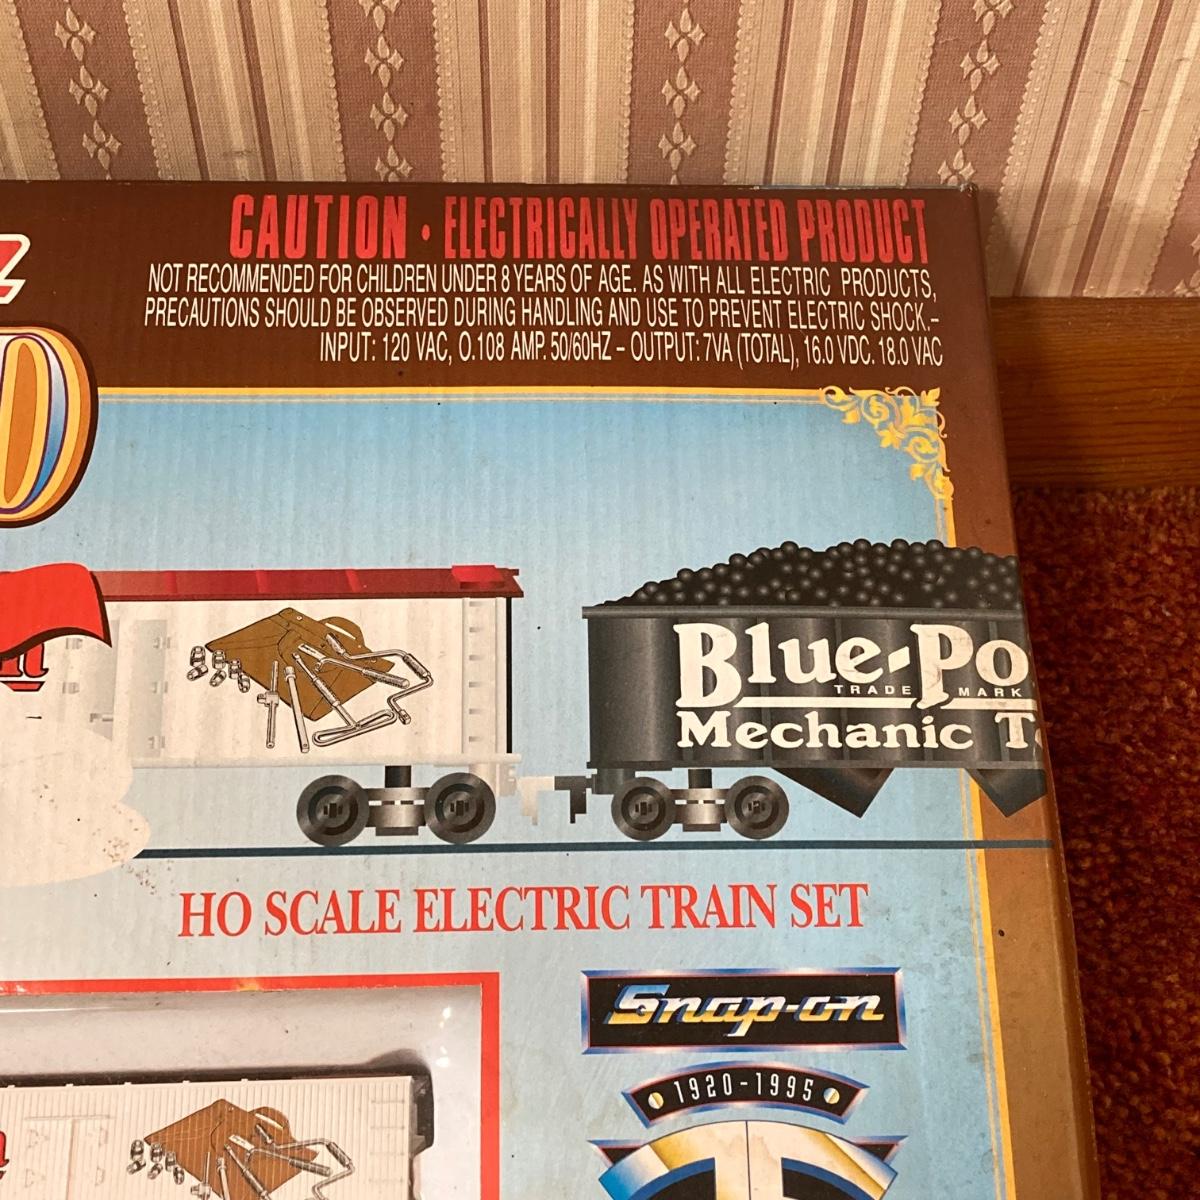 CAUTION · ELECTRICALLY OPERATED PRODUCT
NOT RECOMMENDED FOR CHILDREN UNDER 8 YEARS OF AGE. AS WITH ALL ELECTRIC PRODUCTS,
PRECAUTIONS SHOULD BE OBSERVED DURING HANDLING AND USE TO PREVENT ELECTRIC SHOCK.–
INPUT: 120 VAC, O.108 AMP. 50/60HZ – OUTPUT: 7VA (TOTAL), 16.0 VDC. 18.0 VAC
Blue-Po
TRADE MARK
Mechanic T
HO SCALE ELECTRIC TRAIN SET
Snap-on
1920-1995